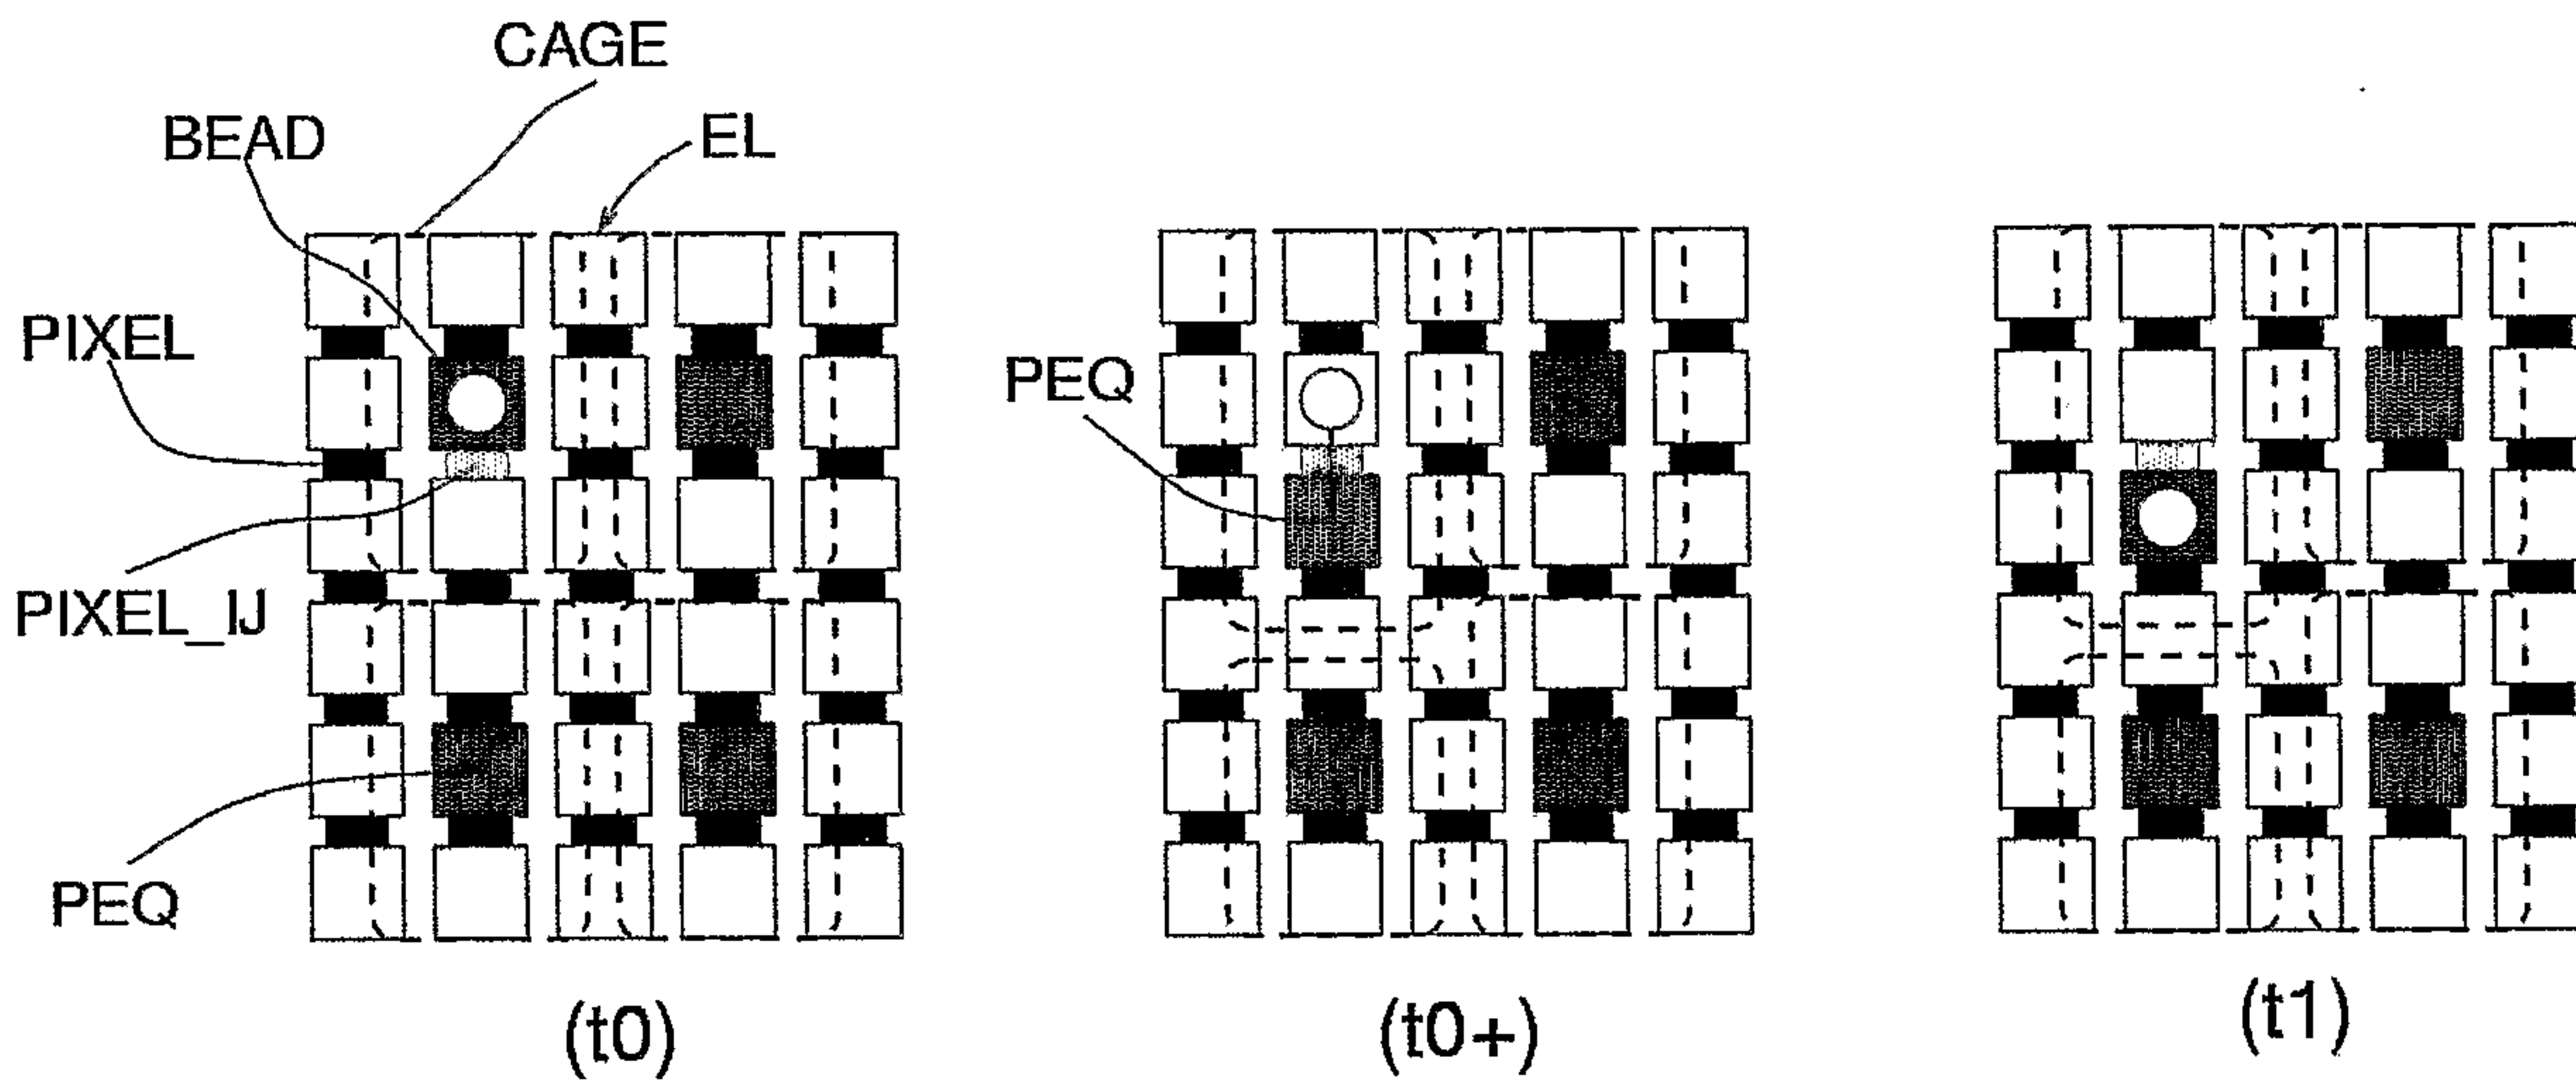 CAGE
BEAD
EL
PIXEL
PEQ
PIXEL_IJ
PEQ
(t0)
(t0+)
(t1)